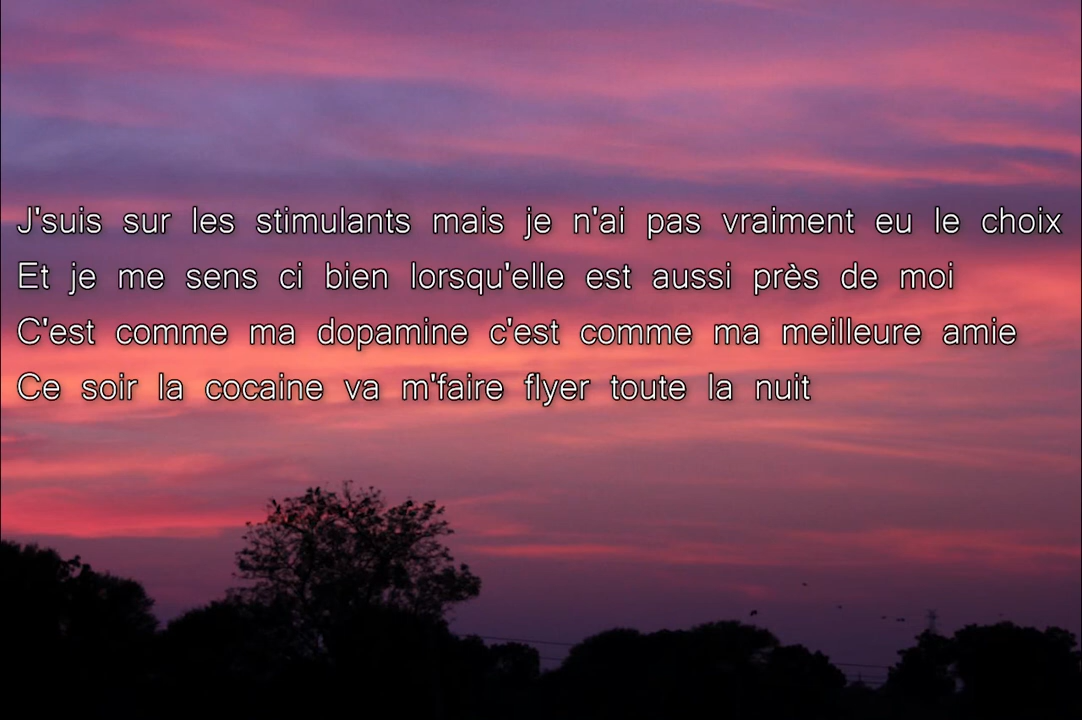 J'suis sur les stimulants mais je n'ai pas vraiment eu le choix
Et je me sens ci bien lorsqu'elle est aussi près de moi
C'est comme ma dopamine c'est comme ma meilleure amie
Ce soir la cocaine va m'faire flyer toute la nuit